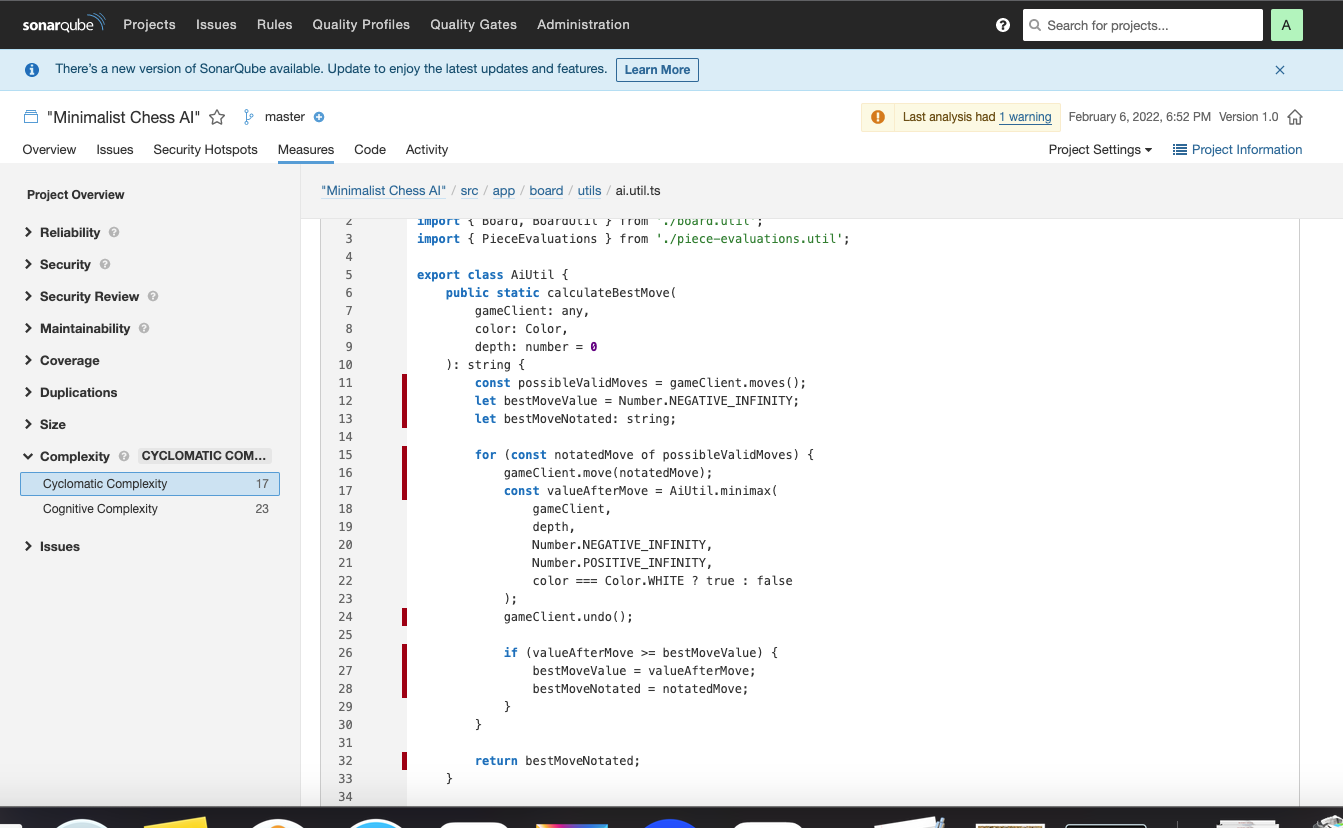 sonarqube Projects Issues Rules Quality Profiles Quality Gates Administration ? Search for projects... A
There's a new version of SonarQube available. Update to enjoy the latest updates and features. Learn More
"Minimalist Chess AI" master Last analysis had 1 warning February 6, 2022, 6:52 PM Version 1.0
Overview Issues Security Hotspots Measures Code Activity Project Settings Project Information
Project Overview
Reliability ?
Security ?
Security Review ?
Maintainability ?
Coverage
Duplications
Size
Complexity ? CYCLOMATIC COM...
Cyclomatic Complexity 17
Cognitive Complexity 23
Issues
"Minimalist Chess AI" / src / app / board / utils / ai.util.ts
2 import { Board, BoardUtil } from './board.util';
3 import { PieceEvaluations } from './piece-evaluations.util';
4
5 export class AiUtil {
6 public static calculateBestMove(
7 gameClient: any,
8 color: Color,
9 depth: number = 0
10 ): string {
11 const possibleValidMoves = gameClient.moves();
12 let bestMoveValue = Number.NEGATIVE_INFINITY;
13 let bestMoveNotated: string;
14
15 for (const notatedMove of possibleValidMoves) {
16 gameClient.move(notatedMove);
17 const valueAfterMove = AiUtil.minimax(
18 gameClient,
19 depth,
20 Number.NEGATIVE_INFINITY,
21 Number.POSITIVE_INFINITY,
22 color === Color.WHITE ? true : false
23 );
24 gameClient.undo();
25
26 if (valueAfterMove >= bestMoveValue) {
27 bestMoveValue = valueAfterMove;
28 bestMoveNotated = notatedMove;
29 }
30 }
31
32 return bestMoveNotated;
33 }
34